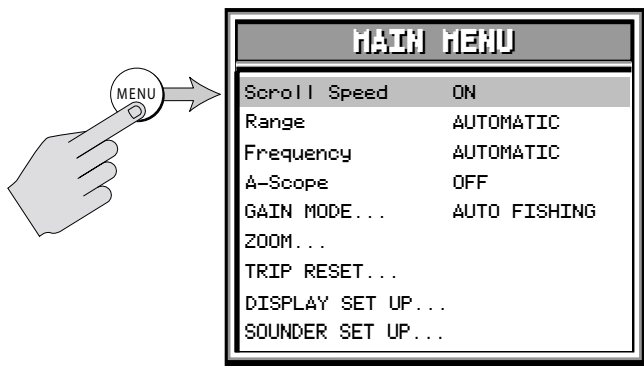 MAIN MENU
MENU
Scroll Speed ON
Range AUTOMATIC
Frequency AUTOMATIC
A-Scope OFF
GAIN MODE... AUTO FISHING
ZOOM...
TRIP RESET...
DISPLAY SET UP...
SOUNDER SET UP...